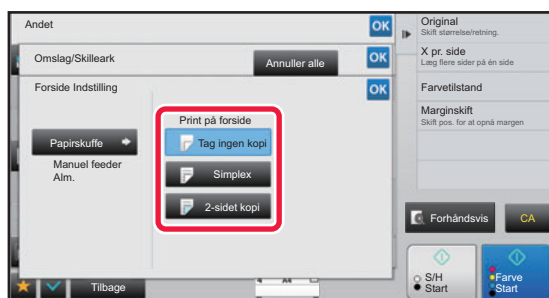 Andet
OK
Omslag/Skilleark
Annuller alle
OK
Forside Indstilling
OK
Print på forside
Papirskuffe
Tag ingen kopi
Manuel feeder
Alm.
Simplex
2-sidet kopi
Tilbage
A4
Original
Skift størrelse/retning.
X pr. side
Læg flere sider på én side
Farvetilstand
Marginskift
Skift pos. for at opnå margen
Forhåndsvis
CA
S/H
Start
Farve
Start